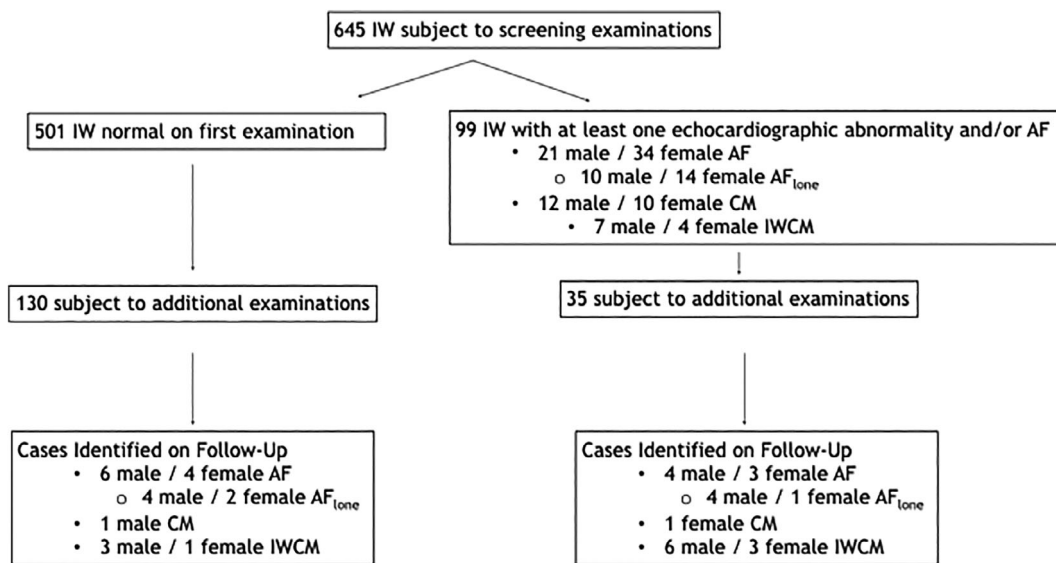 645 IW subject to screening examinations
501 IW normal on first examination
99 IW with at least one echocardiographic abnormality and/or AF
• 21 male / 34 female AF
o 10 male / 14 female AFlone
• 12 male / 10 female CM
• 7 male / 4 female IWCM
130 subject to additional examinations
35 subject to additional examinations
Cases Identified on Follow-Up
• 6 male / 4 female AF
o 4 male / 2 female AFlone
• 1 male CM
• 3 male / 1 female IWCM
Cases Identified on Follow-Up
• 4 male / 3 female AF
o 4 male / 1 female AFlone
• 1 female CM
• 6 male / 3 female IWCM